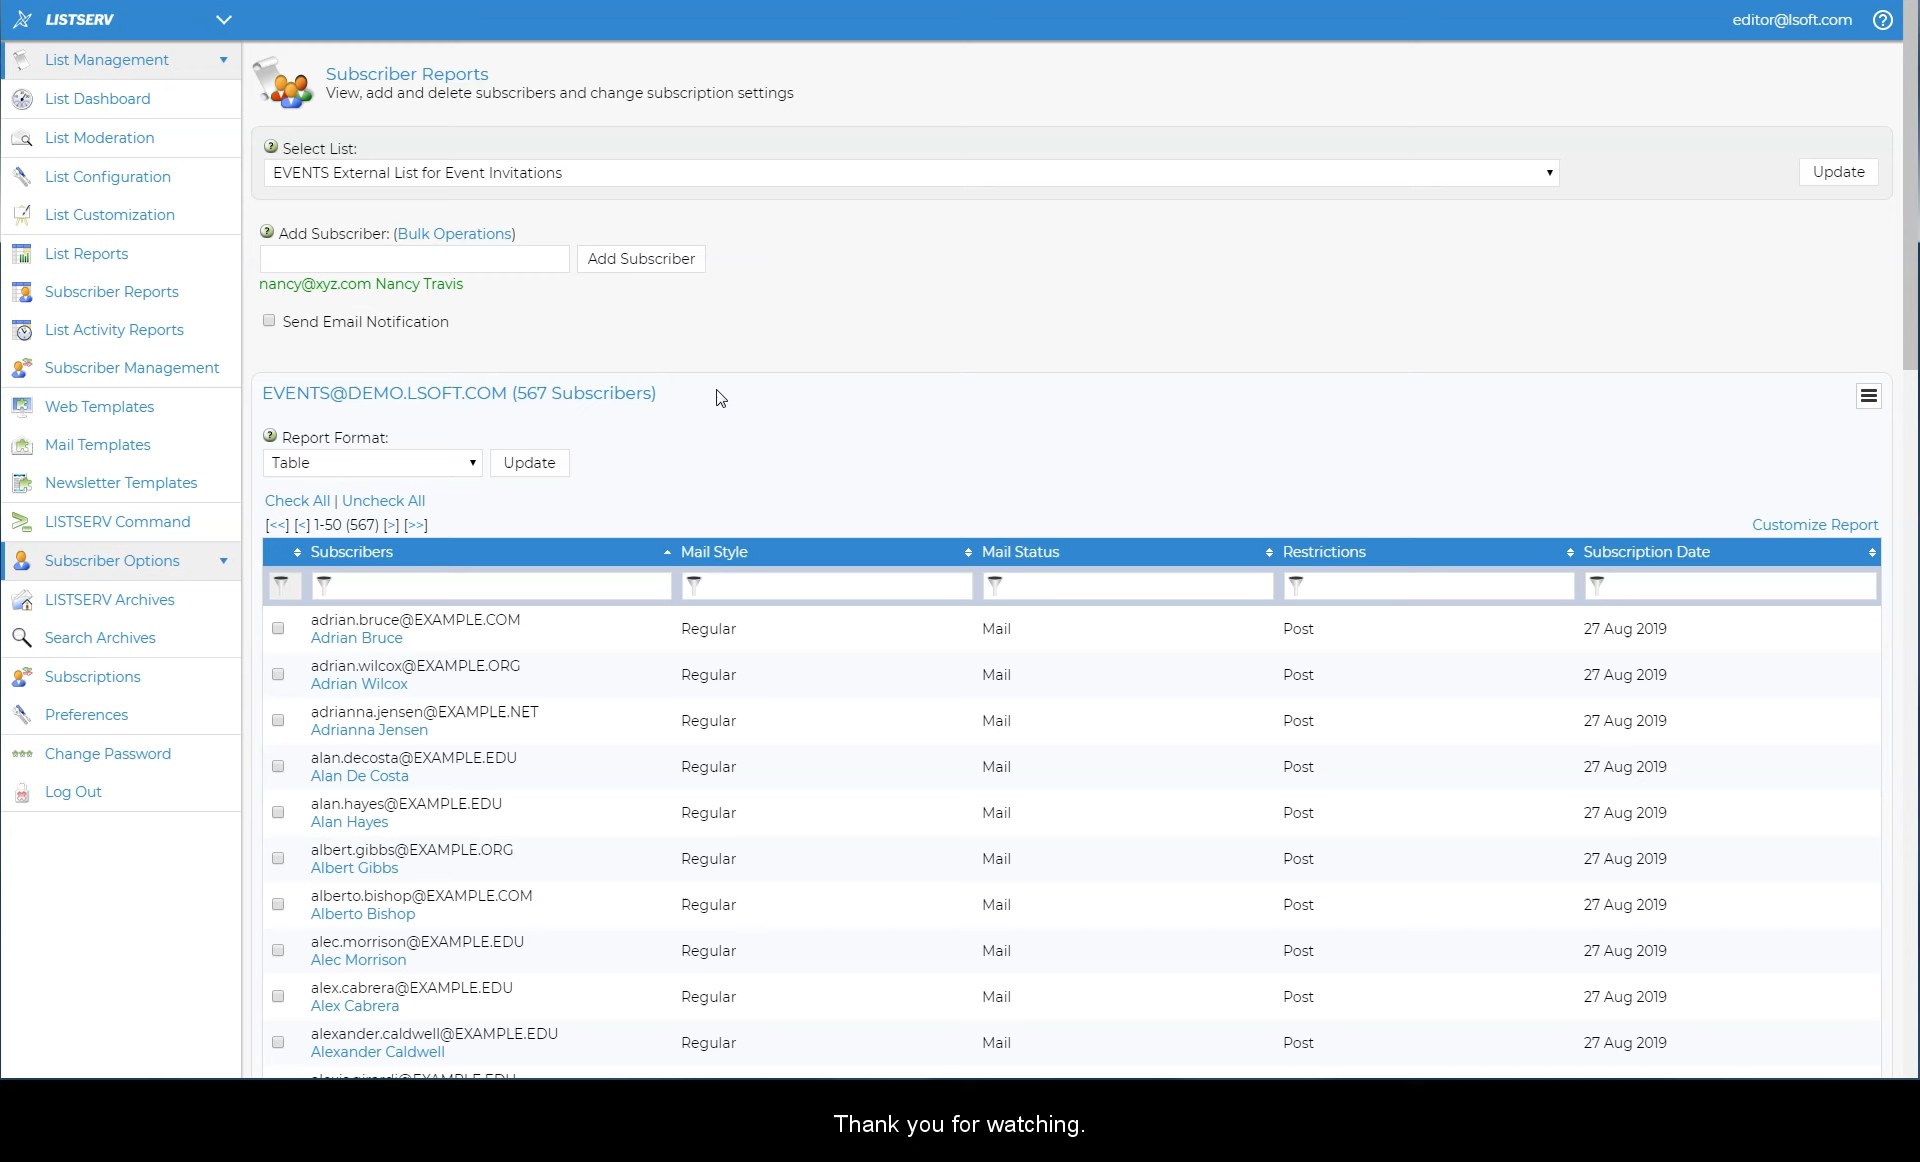 LISTSERV
editor@lsoft.com
List Management
List Dashboard
List Moderation
List Configuration
List Customization
List Reports
Subscriber Reports
List Activity Reports
Subscriber Management
Web Templates
Mail Templates
Newsletter Templates
LISTSERV Command
Subscriber Options
LISTSERV Archives
Search Archives
Subscriptions
Preferences
Change Password
Log Out
Subscriber Reports
View, add and delete subscribers and change subscription settings
Select List:
EVENTS External List for Event Invitations
Update
Add Subscriber: (Bulk Operations)
Add Subscriber
nancy@xyz.com Nancy Travis
Send Email Notification
EVENTS@DEMO.LSOFT.COM (567 Subscribers)
Report Format:
Table
Update
Check All | Uncheck All
[<<] [<] 1-50 (567) [>] [>>]
Customize Report
Subscribers Mail Style Mail Status Restrictions Subscription Date
adrian.bruce@EXAMPLE.COM
Adrian Bruce
Regular Mail Post 27 Aug 2019
adrian.wilcox@EXAMPLE.ORG
Adrian Wilcox
Regular Mail Post 27 Aug 2019
adrianna.jensen@EXAMPLE.NET
Adrianna Jensen
Regular Mail Post 27 Aug 2019
alan.decosta@EXAMPLE.EDU
Alan De Costa
Regular Mail Post 27 Aug 2019
alan.hayes@EXAMPLE.EDU
Alan Hayes
Regular Mail Post 27 Aug 2019
albert.gibbs@EXAMPLE.ORG
Albert Gibbs
Regular Mail Post 27 Aug 2019
alberto.bishop@EXAMPLE.COM
Alberto Bishop
Regular Mail Post 27 Aug 2019
alec.morrison@EXAMPLE.EDU
Alec Morrison
Regular Mail Post 27 Aug 2019
alex.cabrera@EXAMPLE.EDU
Alex Cabrera
Regular Mail Post 27 Aug 2019
alexander.caldwell@EXAMPLE.EDU
Alexander Caldwell
Regular Mail Post 27 Aug 2019
Thank you for watching.